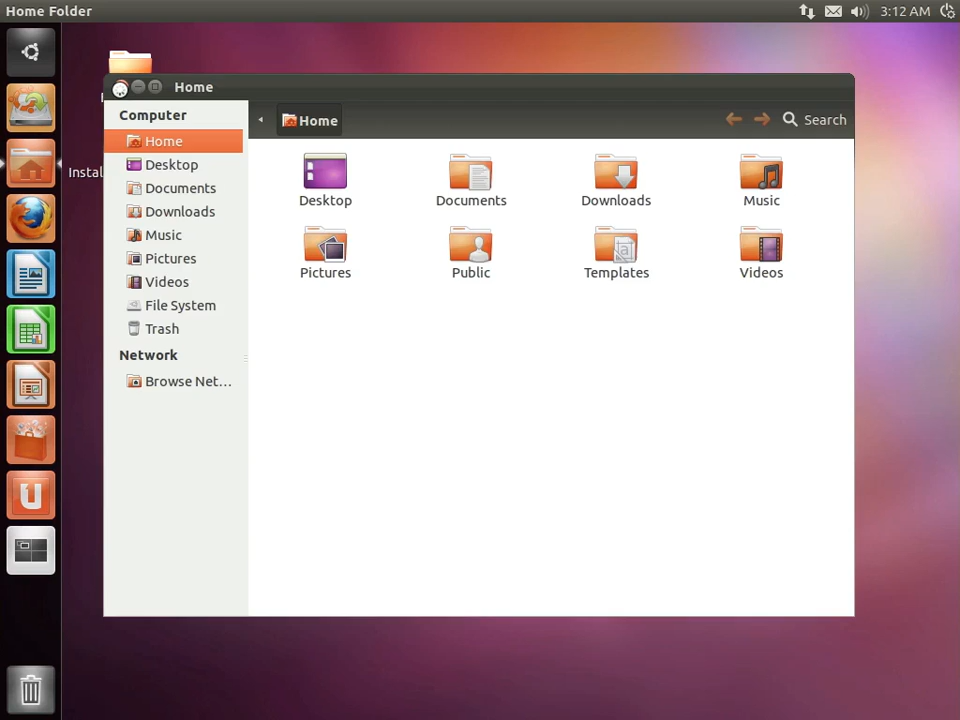 Home Folder
3:12 AM
Home
Computer
Home
Search
Home
Desktop
Documents
Downloads
Music
Pictures
Videos
File System
Trash
Network
Browse Net...
Instal
Desktop
Documents
Downloads
Music
Pictures
Public
Templates
Videos